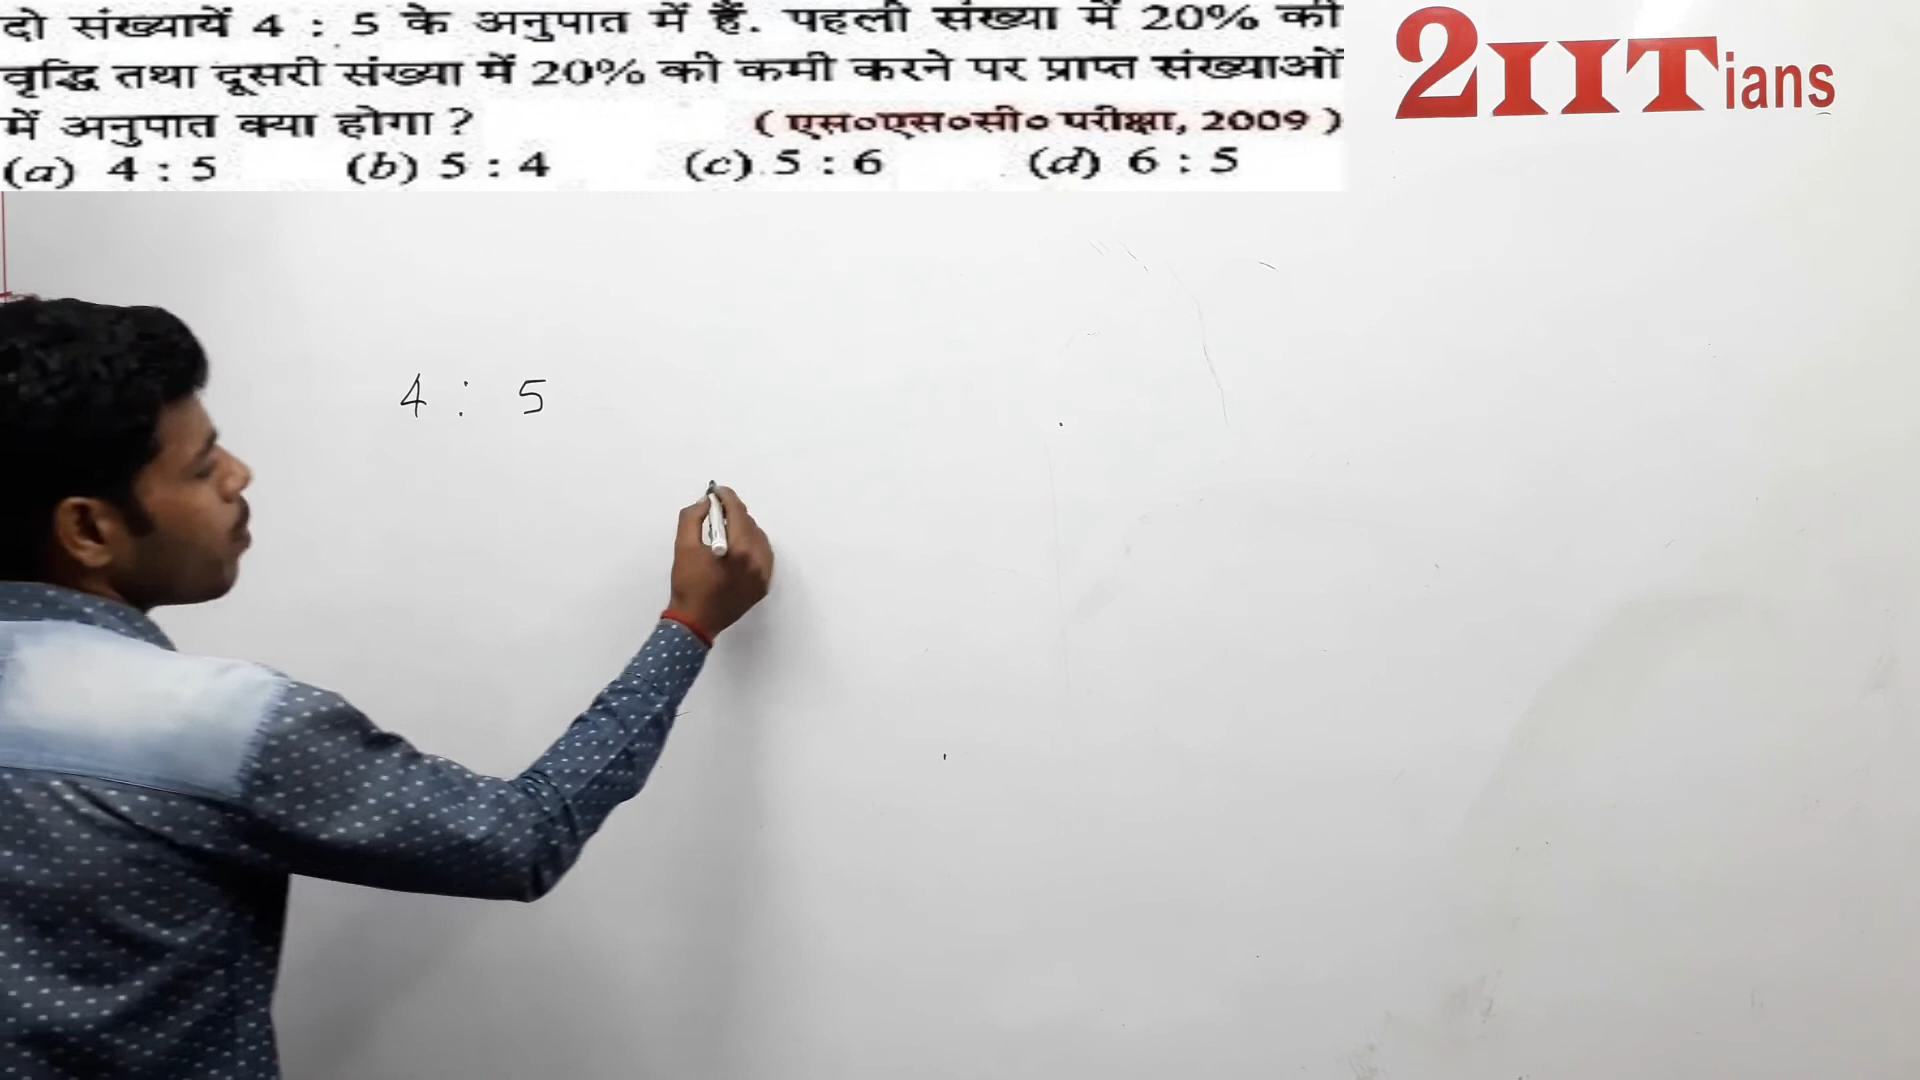 दो संख्यायें 4 : 5 के अनुपात में हैं. पहली संख्या में 20% की
वृद्धि तथा दूसरी संख्या में 20% की कमी करने पर प्राप्त संख्याओं
में अनुपात क्या होगा ? ( एस०एस०सी० परीक्षा, 2009 )
(a) 4 : 5 (b) 5 : 4 (c) 5 : 6 (d) 6 : 5
2IITians
4 : 5